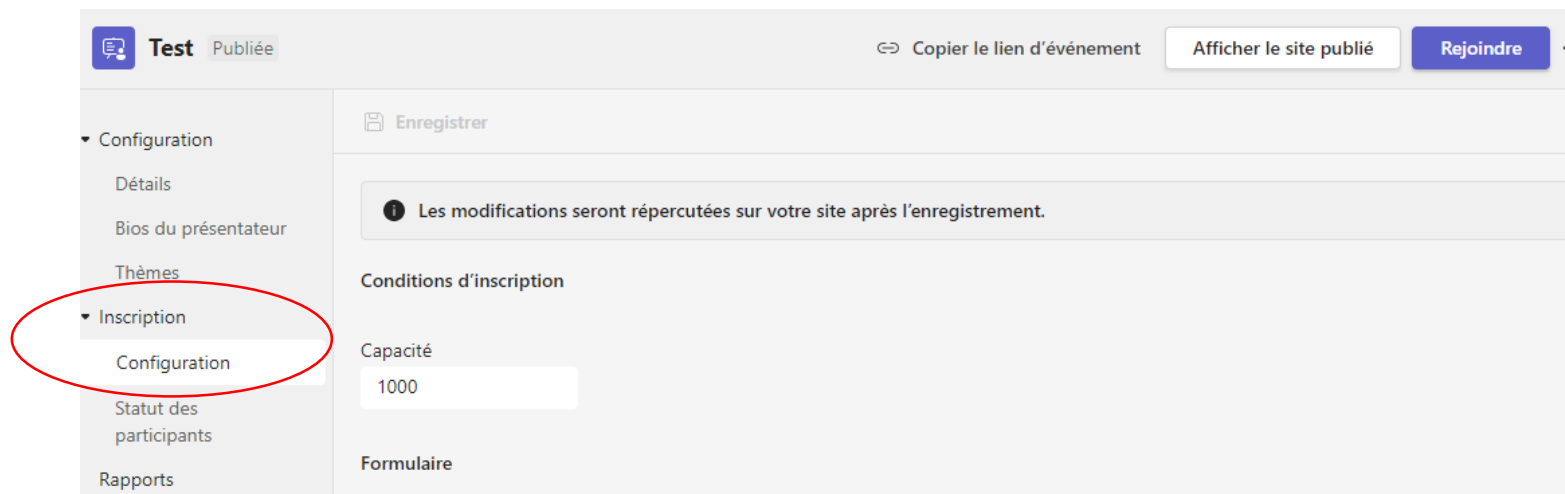 Test Publiée
Copier le lien d’événement
Afficher le site publié
Rejoindre
Configuration
Détails
Bios du présentateur
Thèmes
Inscription
Configuration
Statut des
participants
Rapports
Enregistrer
Les modifications seront répercutées sur votre site après l’enregistrement.
Conditions d’inscription
Capacité
1000
Formulaire